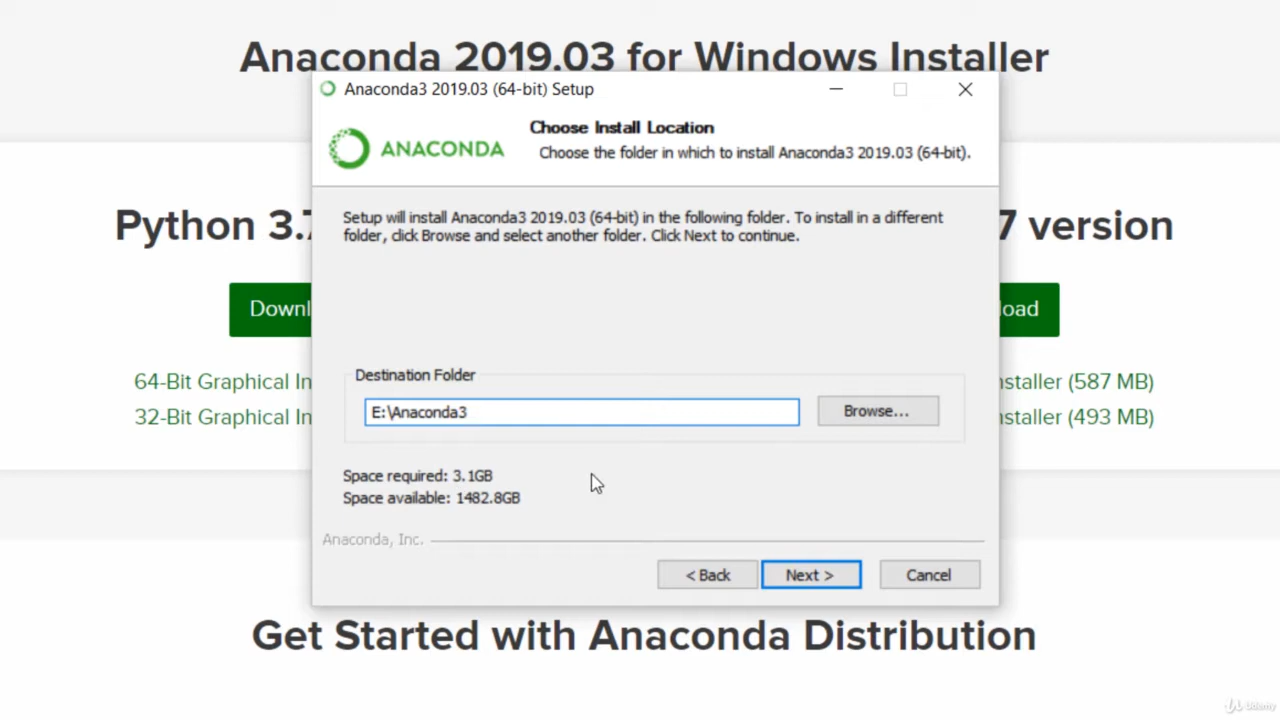 Anaconda 2019.03 for Windows Installer
Anaconda3 2019.03 (64-bit) Setup
ANACONDA
Choose Install Location
Choose the folder in which to install Anaconda3 2019.03 (64-bit).
Setup will install Anaconda3 2019.03 (64-bit) in the following folder. To install in a different
folder, click Browse and select another folder. Click Next to continue.
Python 3.7
7 version
Downl
load
64-Bit Graphical In
nstaller (587 MB)
32-Bit Graphical In
nstaller (493 MB)
Destination Folder
E:\Anaconda3
Browse...
Space required: 3.1GB
Space available: 1482.8GB
Anaconda, Inc.
< Back
Next >
Cancel
Get Started with Anaconda Distribution
Udemy